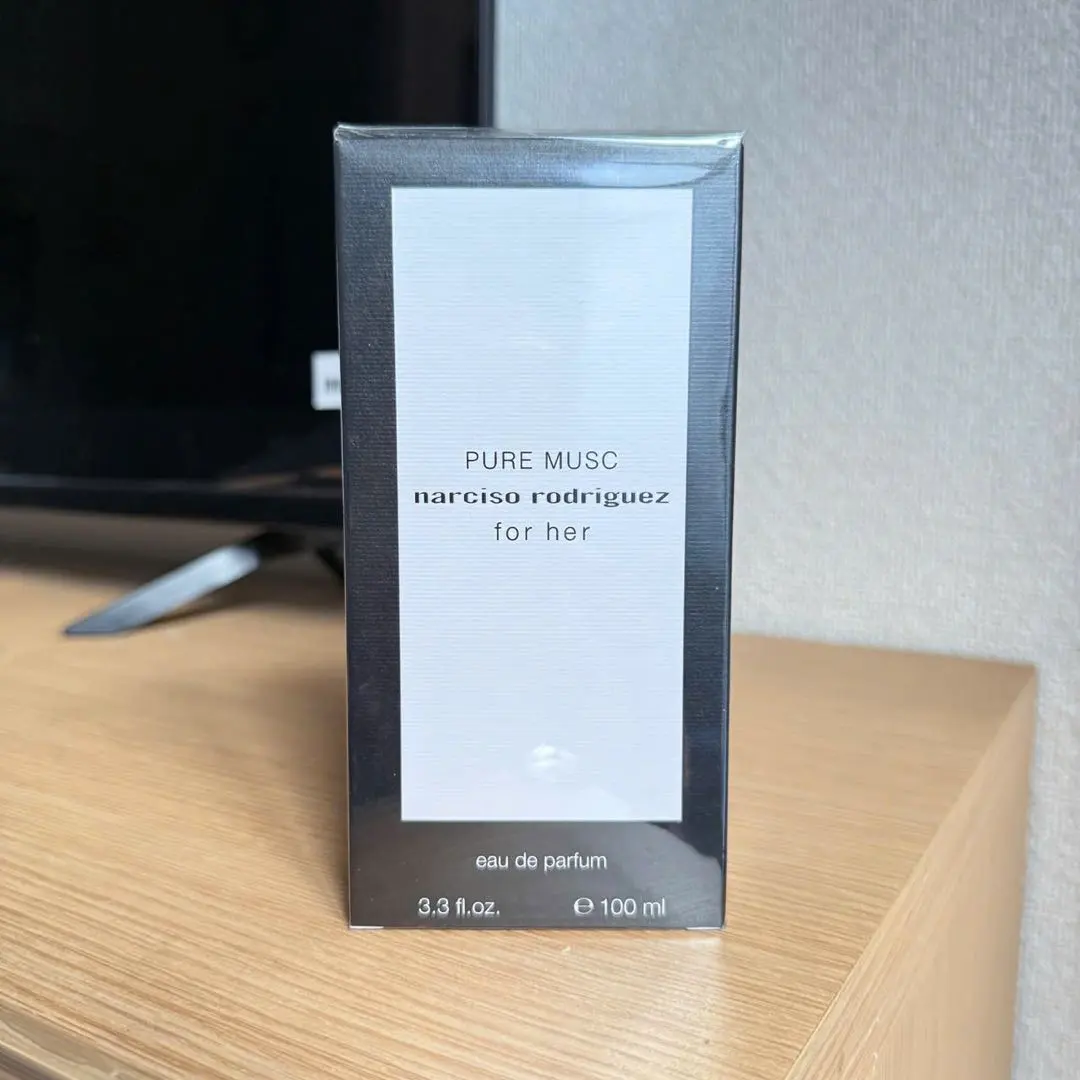 PURE MUSC
narciso rodriguez
for her
eau de parfum
3.3 fl.oz. ℮ 100 ml